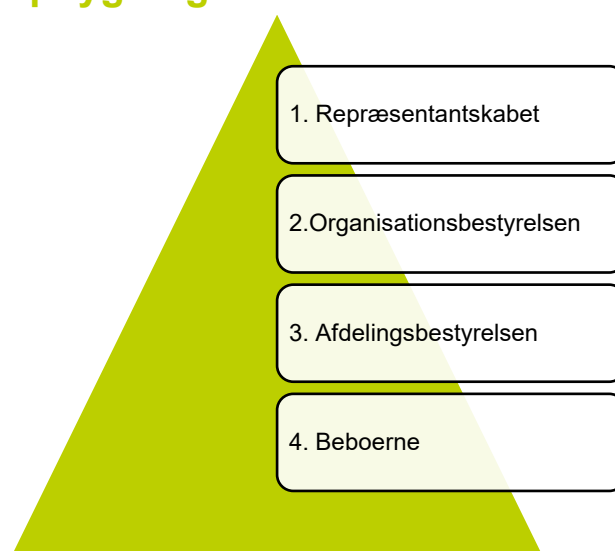 1. Repræsentantskabet
2.Organisationsbestyrelsen
3. Afdelingsbestyrelsen
4. Beboerne